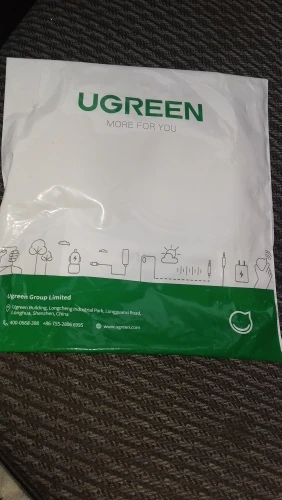 UGREEN
MORE FOR YOU
Ugreen Group Limited
Ugreen Building, Longcheng Industrial Park, Longguanxi Road,
Longhua, Shenzhen, China
www.ugreen.com